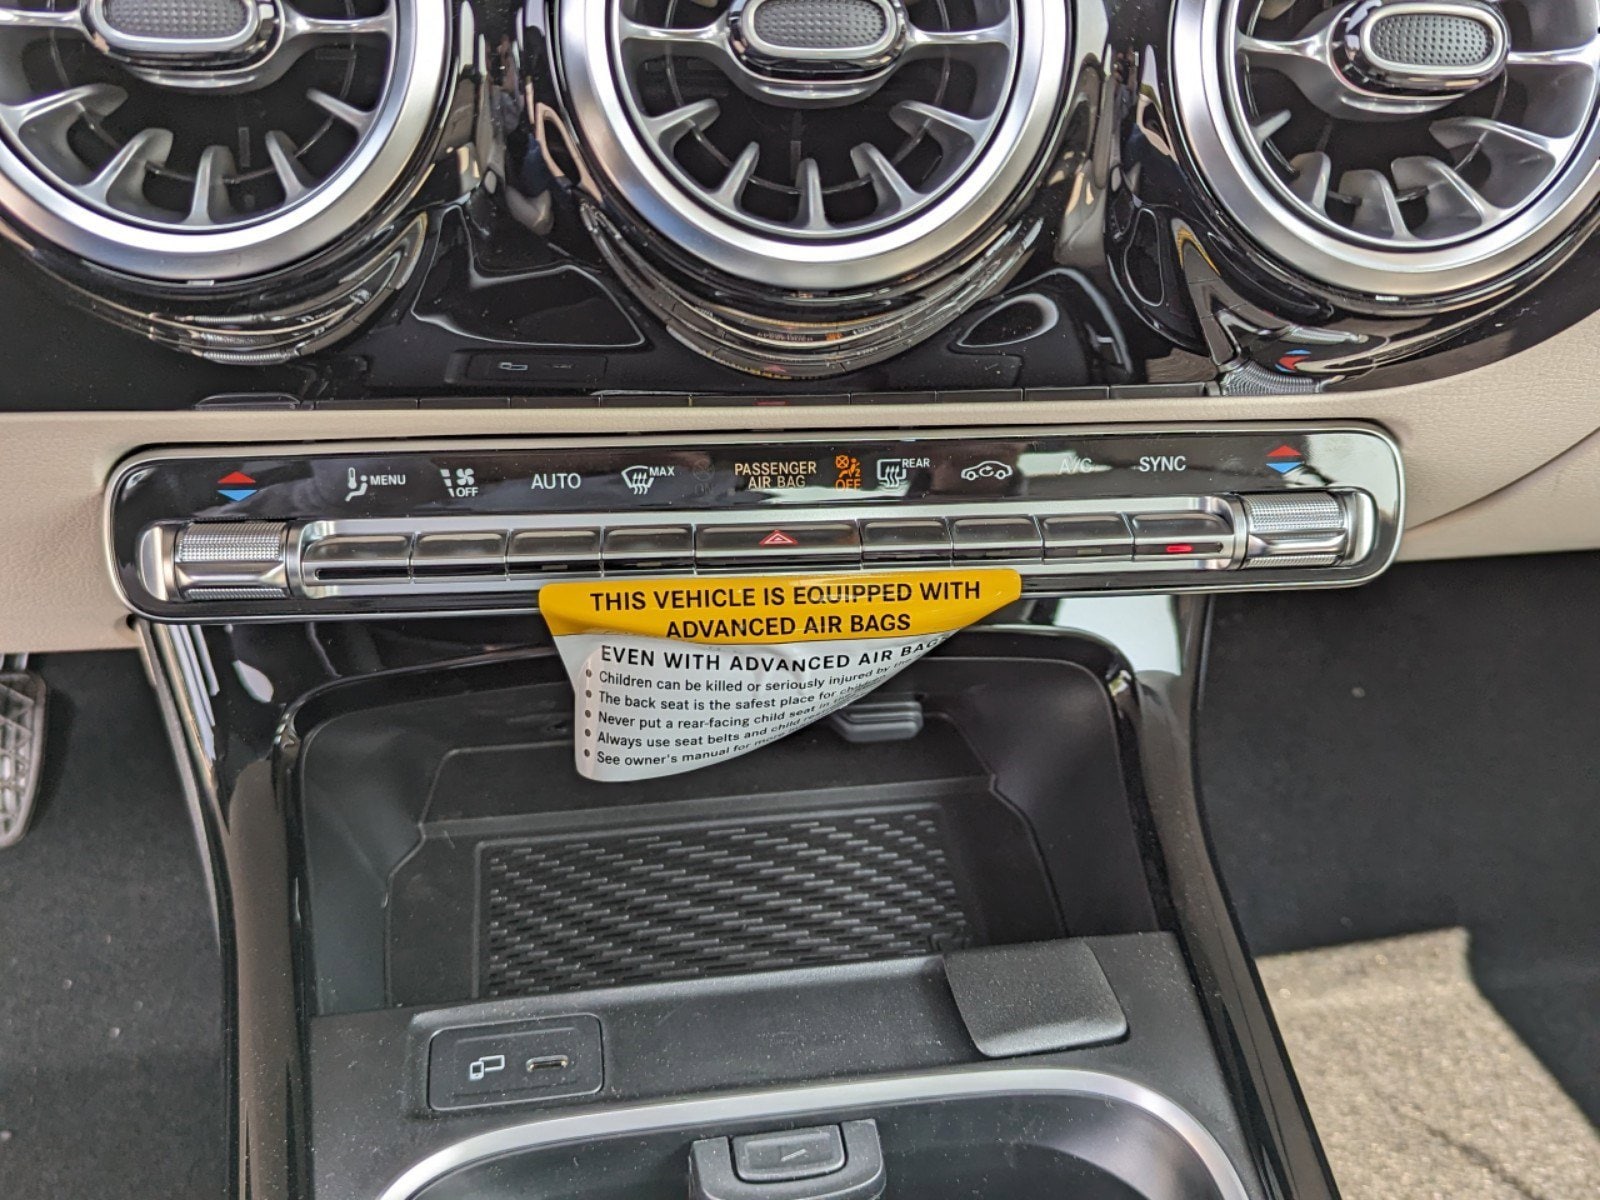 MENU
OFF
AUTO
MAX
ON
PASSENGER
AIR BAG
OFF
REAR
A/C
SYNC
THIS VEHICLE IS EQUIPPED WITH
ADVANCED AIR BAGS
EVEN WITH ADVANCED AIR BAGS
• Children can be killed or seriously injured by the
• The back seat is the safest place for children
• Never put a rear-facing child seat in the
• Always use seat belts and child
• See owner's manual for more